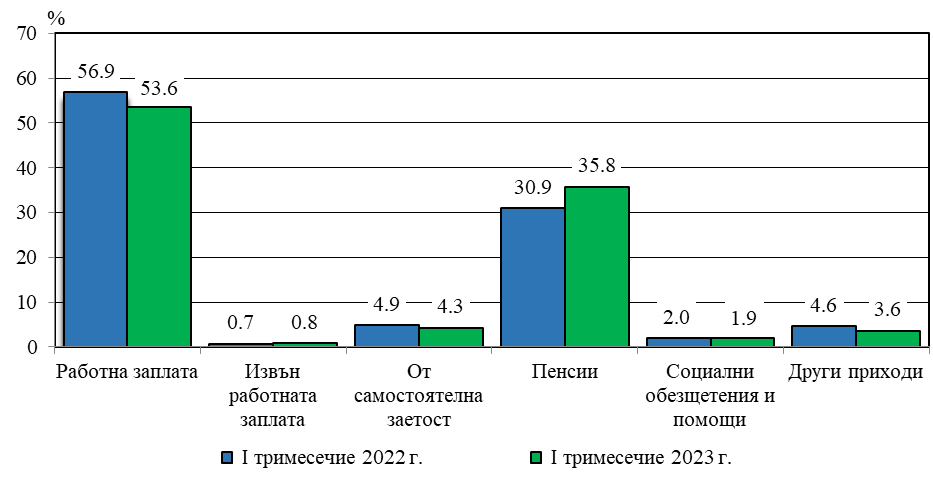 %
70
60
50
40
30
20
10
0
56.9
53.6
0.7
0.8
4.9
4.3
30.9
35.8
2.0
1.9
4.6
3.6
Работна заплата
Извън
работната
заплата
От
самостоятелна
заетост
Пенсии
Социални
обезщетения и
помощи
Други приходи
I тримесечие 2022 г.
I тримесечие 2023 г.